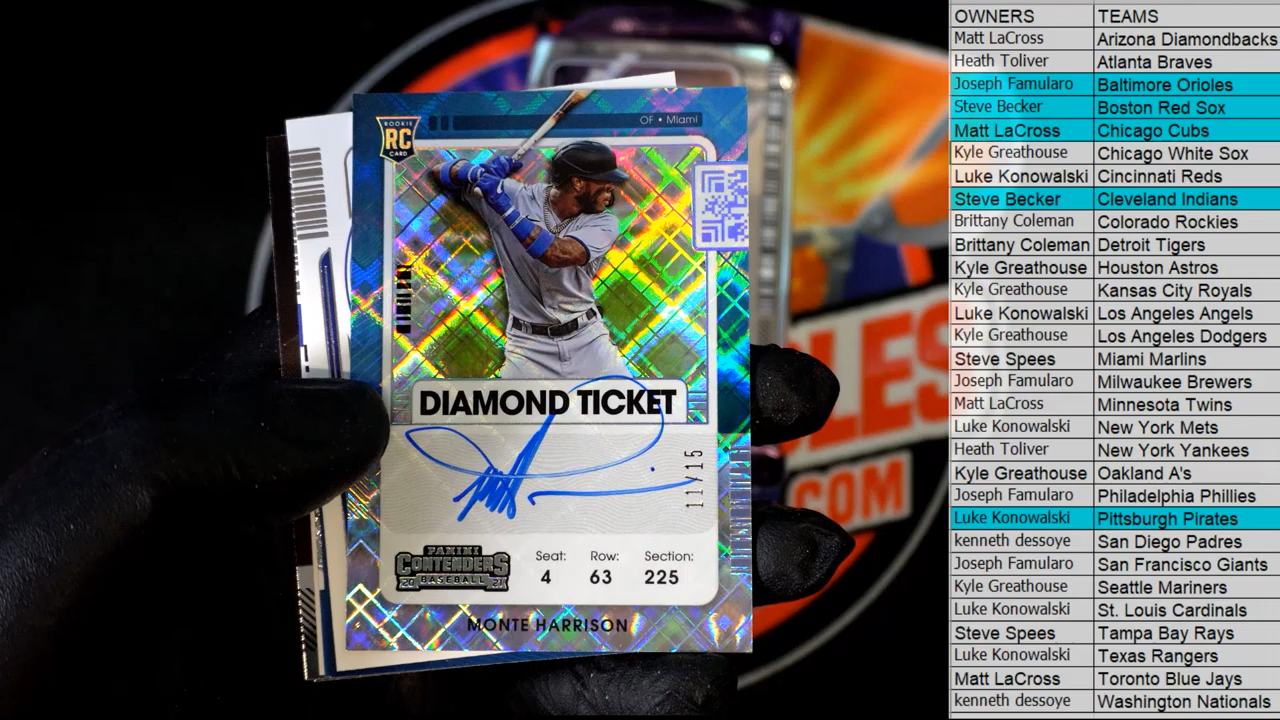 ROOKIE
RC
CARD
OF • Miami
DIAMOND TICKET
11/15
PANINI
CONTENDERS
BASEBALL
20 21
Seat: Row: Section:
4 63 225
MONTE HARRISON
LES
COM
OWNERS TEAMS
Matt LaCross Arizona Diamondbacks
Heath Toliver Atlanta Braves
Joseph Famularo Baltimore Orioles
Steve Becker Boston Red Sox
Matt LaCross Chicago Cubs
Kyle Greathouse Chicago White Sox
Luke Konowalski Cincinnati Reds
Steve Becker Cleveland Indians
Brittany Coleman Colorado Rockies
Brittany Coleman Detroit Tigers
Kyle Greathouse Houston Astros
Kyle Greathouse Kansas City Royals
Luke Konowalski Los Angeles Angels
Kyle Greathouse Los Angeles Dodgers
Steve Spees Miami Marlins
Joseph Famularo Milwaukee Brewers
Matt LaCross Minnesota Twins
Luke Konowalski New York Mets
Heath Toliver New York Yankees
Kyle Greathouse Oakland A's
Joseph Famularo Philadelphia Phillies
Luke Konowalski Pittsburgh Pirates
kenneth dessoye San Diego Padres
Joseph Famularo San Francisco Giants
Kyle Greathouse Seattle Mariners
Luke Konowalski St. Louis Cardinals
Steve Spees Tampa Bay Rays
Luke Konowalski Texas Rangers
Matt LaCross Toronto Blue Jays
kenneth dessoye Washington Nationals